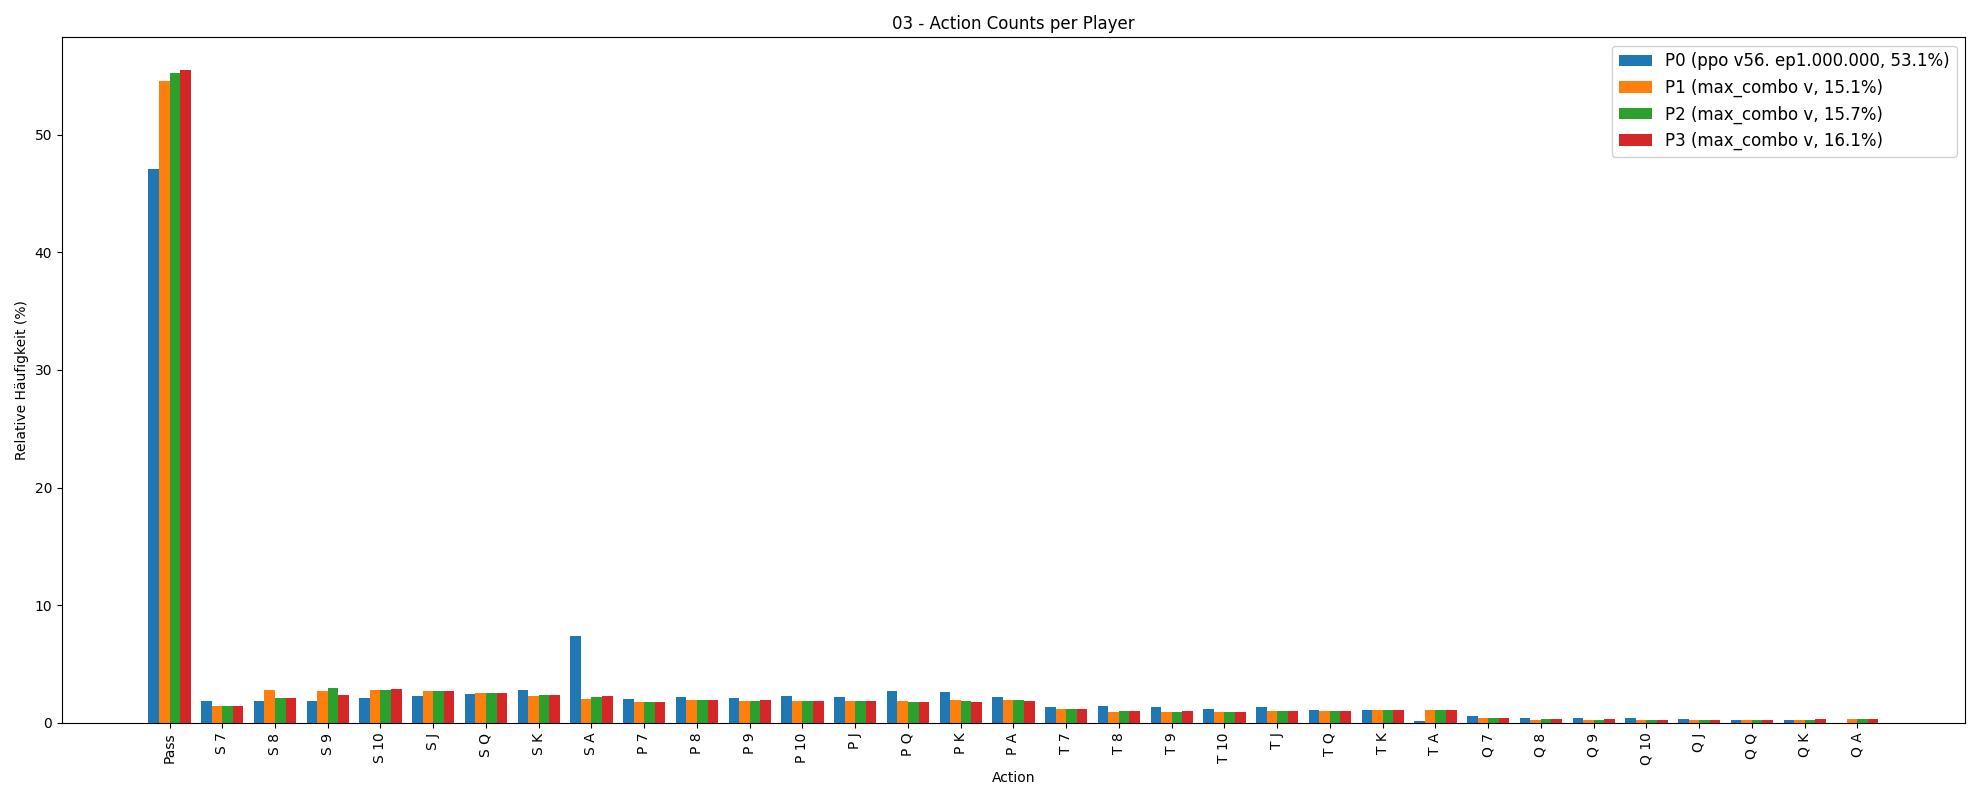 03 - Action Counts per Player
P0 (ppo v56. ep1.000.000, 53.1%)
P1 (max_combo v, 15.1%)
P2 (max_combo v, 15.7%)
P3 (max_combo v, 16.1%)
Relative Häufigkeit (%)
50
40
30
20
10
0
Pass
S 7
S 8
S 9
S 10
S J
S Q
S K
S A
P 7
P 8
P 9
P 10
P J
P Q
P K
P A
T 7
T 8
T 9
T 10
T J
T Q
T K
T A
Q 7
Q 8
Q 9
Q 10
Q J
Q Q
Q K
Q A
Action